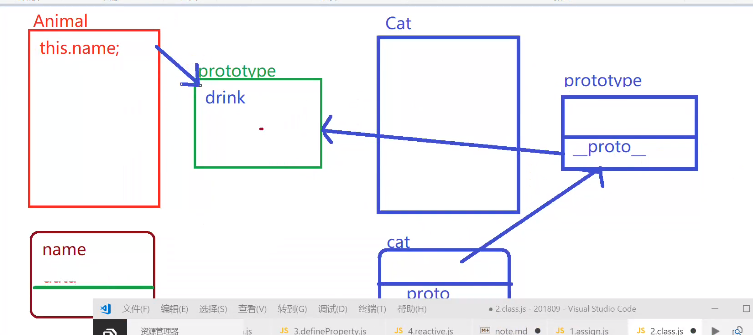 Animal
this.name;
prototype
drink
Cat
prototype
__proto__
name
cat
proto
文件(F) 编辑(E) 选择(S) 查看(V) 转到(G) 调试(D) 终端(T) 帮助(H)
2.class.js - 201809 - Visual Studio Code
资源管理器
.js
JS 3.defineProperty.js
JS 4.reactive.js
note.md
JS 1.assign.js
JS 2.class.js